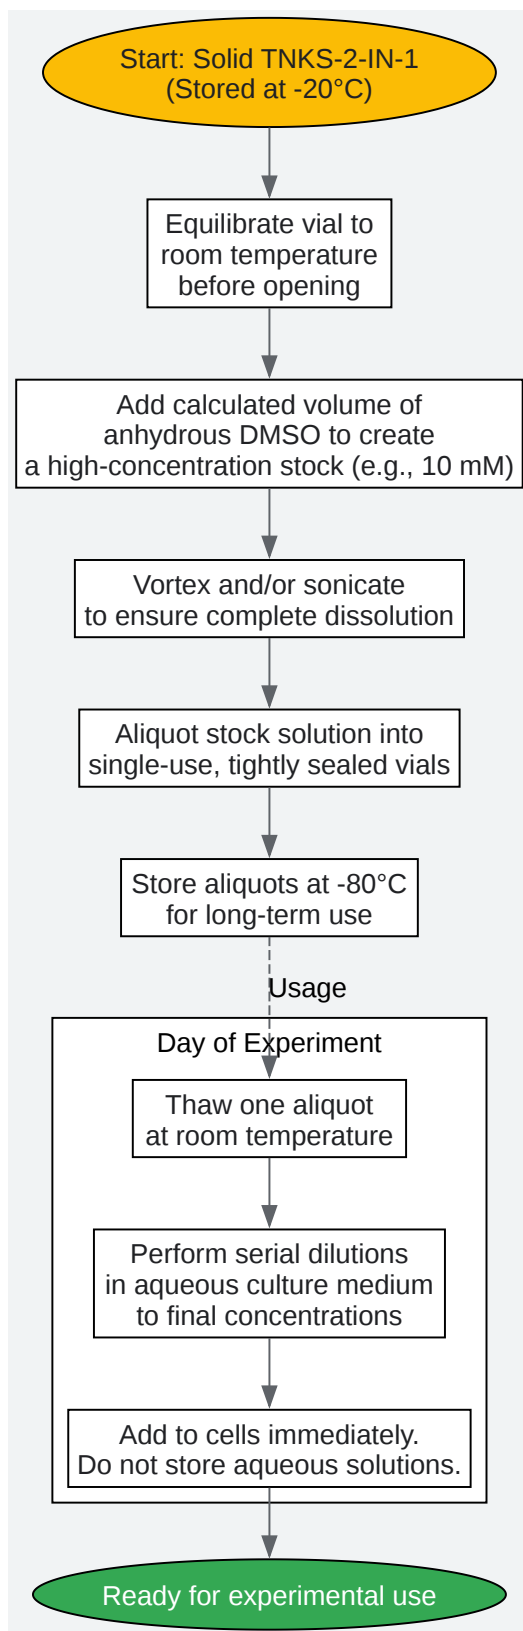 Start: Solid TNKS-2-IN-1
(Stored at -20°C)
Equilibrate vial to
room temperature
before opening
Add calculated volume of
anhydrous DMSO to create
a high-concentration stock (e.g., 10 mM)
Vortex and/or sonicate
to ensure complete dissolution
Aliquot stock solution into
single-use, tightly sealed vials
Store aliquots at -80°C
for long-term use
Usage
Day of Experiment
Thaw one aliquot
at room temperature
Perform serial dilutions
in aqueous culture medium
to final concentrations
Add to cells immediately.
Do not store aqueous solutions.
Ready for experimental use